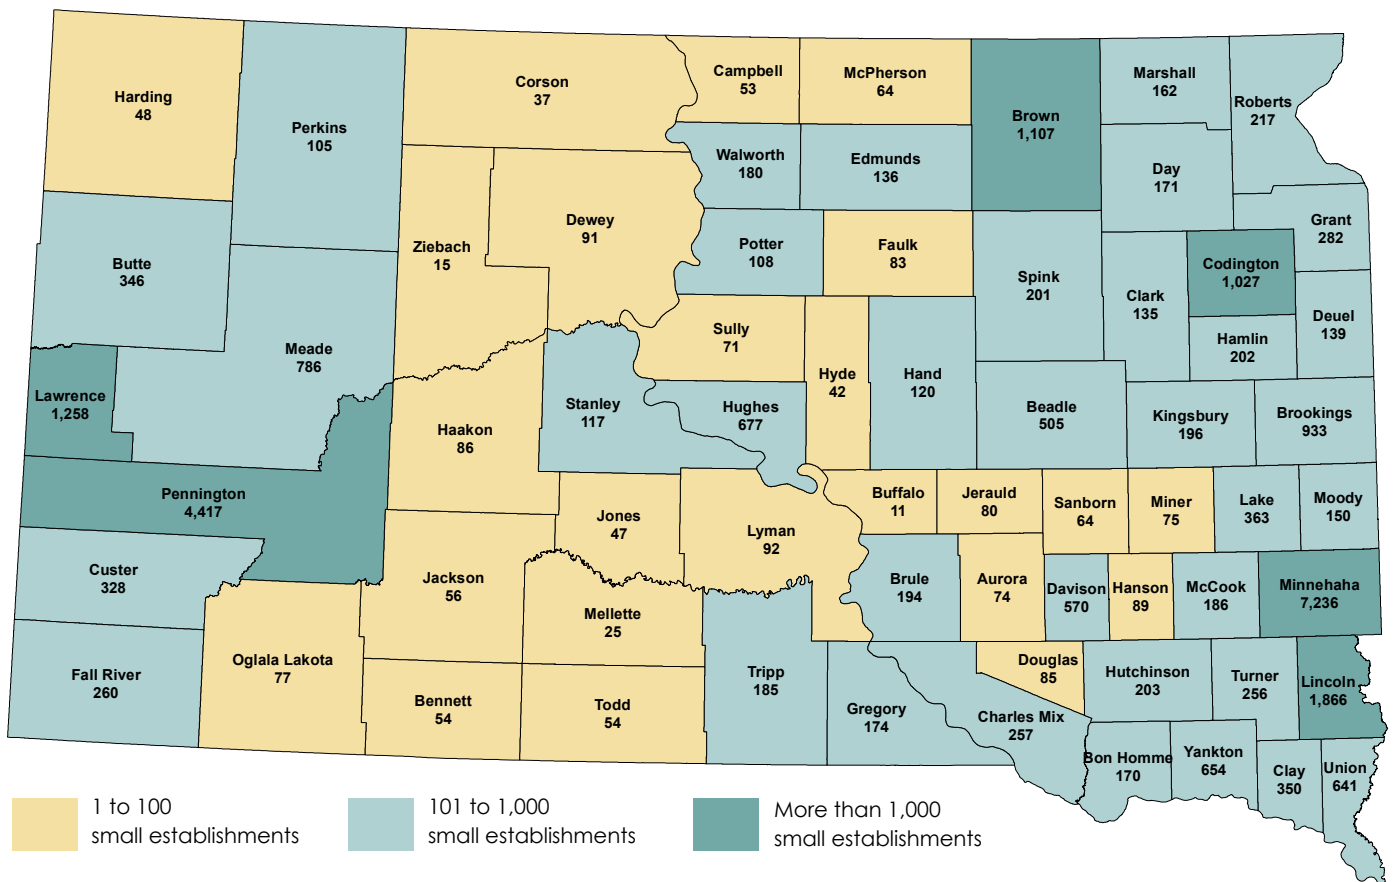 Harding
48
Perkins
105
Corson
37
Campbell
53
McPherson
64
Brown
1,107
Marshall
162
Roberts
217
Walworth
180
Edmunds
136
Day
171
Butte
346
Ziebach
15
Dewey
91
Potter
108
Faulk
83
Spink
201
Clark
135
Codington
1,027
Grant
282
Meade
786
Sully
71
Hyde
42
Hand
120
Hamlin
202
Deuel
139
Lawrence
1,258
Haakon
86
Stanley
117
Hughes
677
Beadle
505
Kingsbury
196
Brookings
933
Pennington
4,417
Jones
47
Lyman
92
Buffalo
11
Jerauld
80
Sanborn
64
Miner
75
Lake
363
Moody
150
Custer
328
Jackson
56
Mellette
25
Brule
194
Aurora
74
Davison
570
Hanson
89
McCook
186
Minnehaha
7,236
Fall River
260
Oglala Lakota
77
Bennett
54
Todd
54
Tripp
185
Gregory
174
Charles Mix
257
Douglas
85
Hutchinson
203
Turner
256
Lincoln
1,866
Bon Homme
170
Yankton
654
Clay
350
Union
641
1 to 100
small establishments
101 to 1,000
small establishments
More than 1,000
small establishments